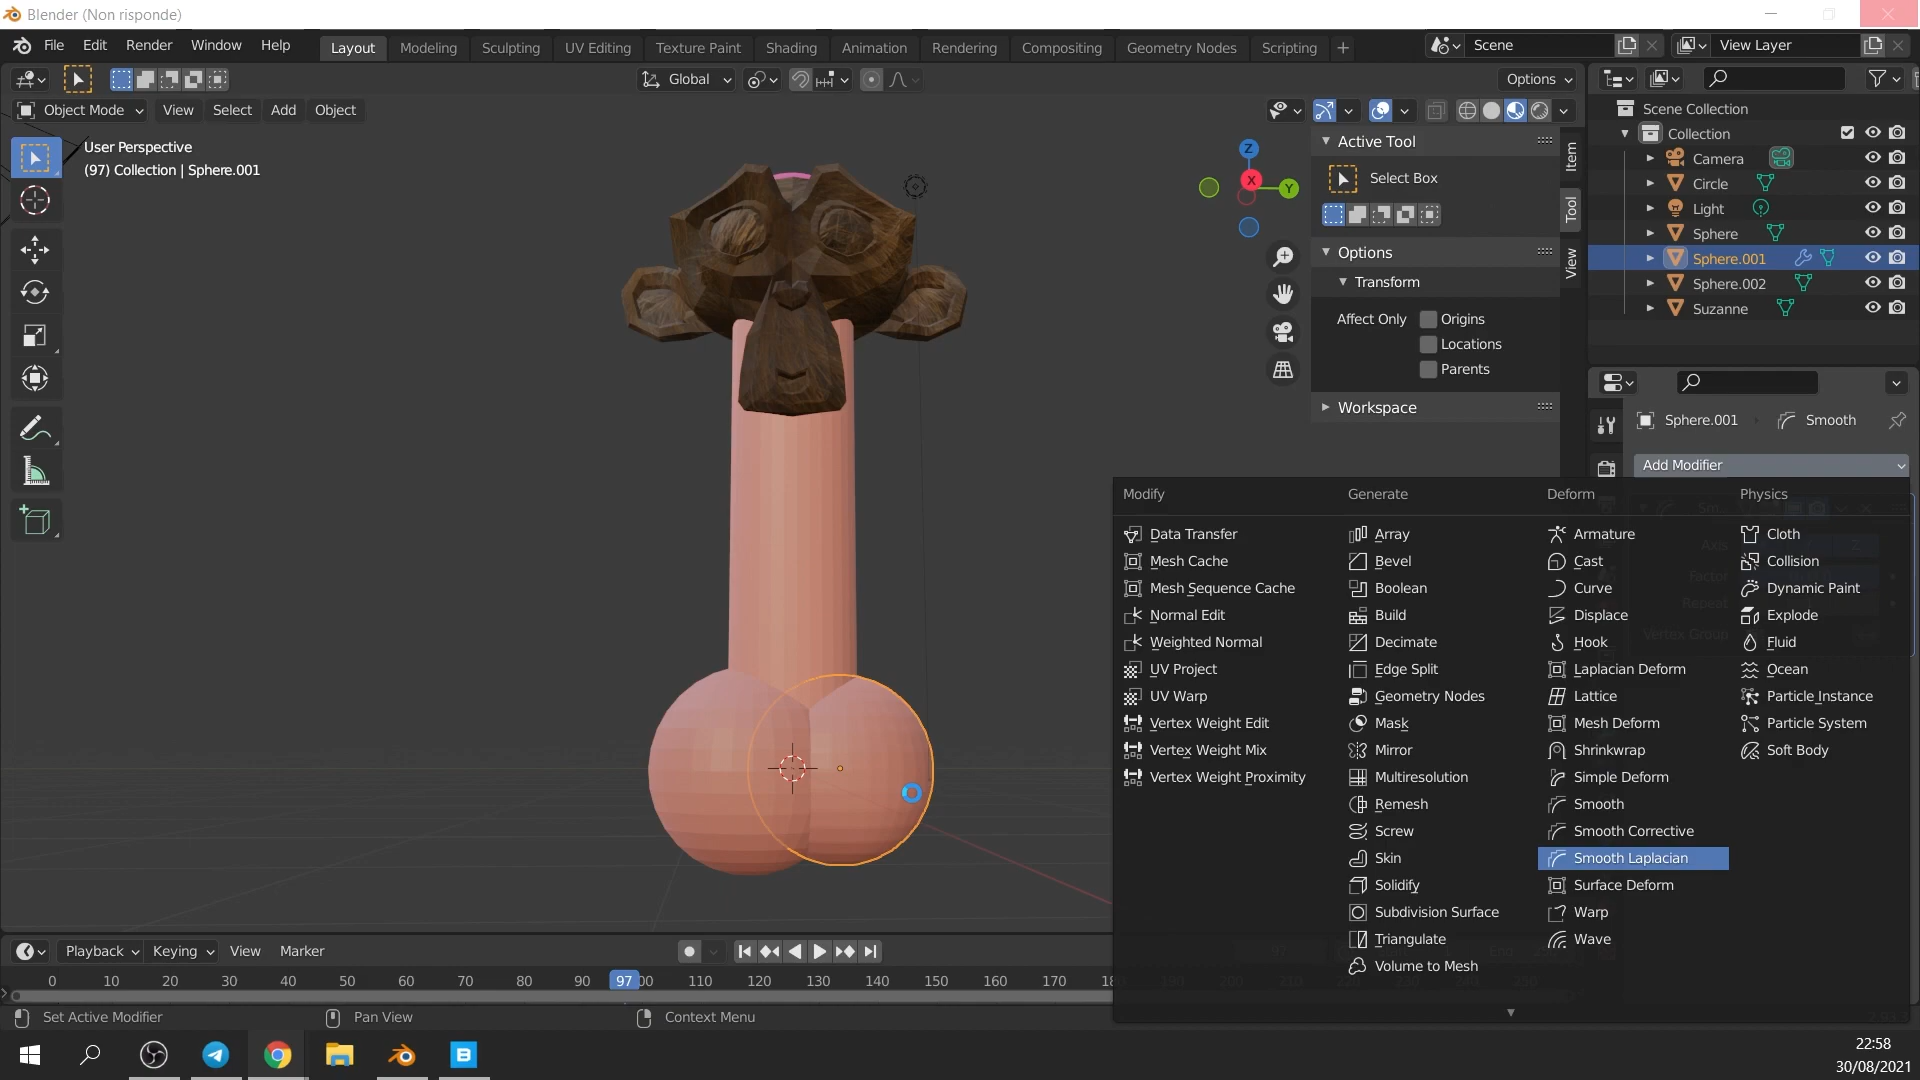 Blender (Non risponde)
File Edit Render Window Help
Layout Modeling Sculpting UV Editing Texture Paint Shading Animation Rendering Compositing Geometry Nodes Scripting +
Scene
View Layer
Global
Options
Object Mode View Select Add Object
User Perspective
(97) Collection | Sphere.001
Z
X
Y
Active Tool
Select Box
Options
Transform
Affect Only Origins
Locations
Parents
Workspace
Item
Tool
View
Scene Collection
Collection
Camera
Circle
Light
Sphere
Sphere.001
Sphere.002
Suzanne
Sphere.001 Smooth
Add Modifier
Modify
Data Transfer
Mesh Cache
Mesh Sequence Cache
Normal Edit
Weighted Normal
UV Project
UV Warp
Vertex Weight Edit
Vertex Weight Mix
Vertex Weight Proximity
Generate
Array
Bevel
Boolean
Build
Decimate
Edge Split
Geometry Nodes
Mask
Mirror
Multiresolution
Remesh
Screw
Skin
Solidify
Subdivision Surface
Triangulate
Volume to Mesh
Deform
Armature
Cast
Curve
Displace
Hook
Laplacian Deform
Lattice
Mesh Deform
Shrinkwrap
Simple Deform
Smooth
Smooth Corrective
Smooth Laplacian
Surface Deform
Warp
Wave
Physics
Cloth
Collision
Dynamic Paint
Explode
Fluid
Ocean
Particle Instance
Particle System
Soft Body
Axis
Factor
Repeat
Vertex Group
Playback Keying View Marker
97 End
0 10 20 30 40 50 60 70 80 90 97 110 120 130 140 150 160 170
Set Active Modifier Pan View Context Menu
22:58
30/08/2021